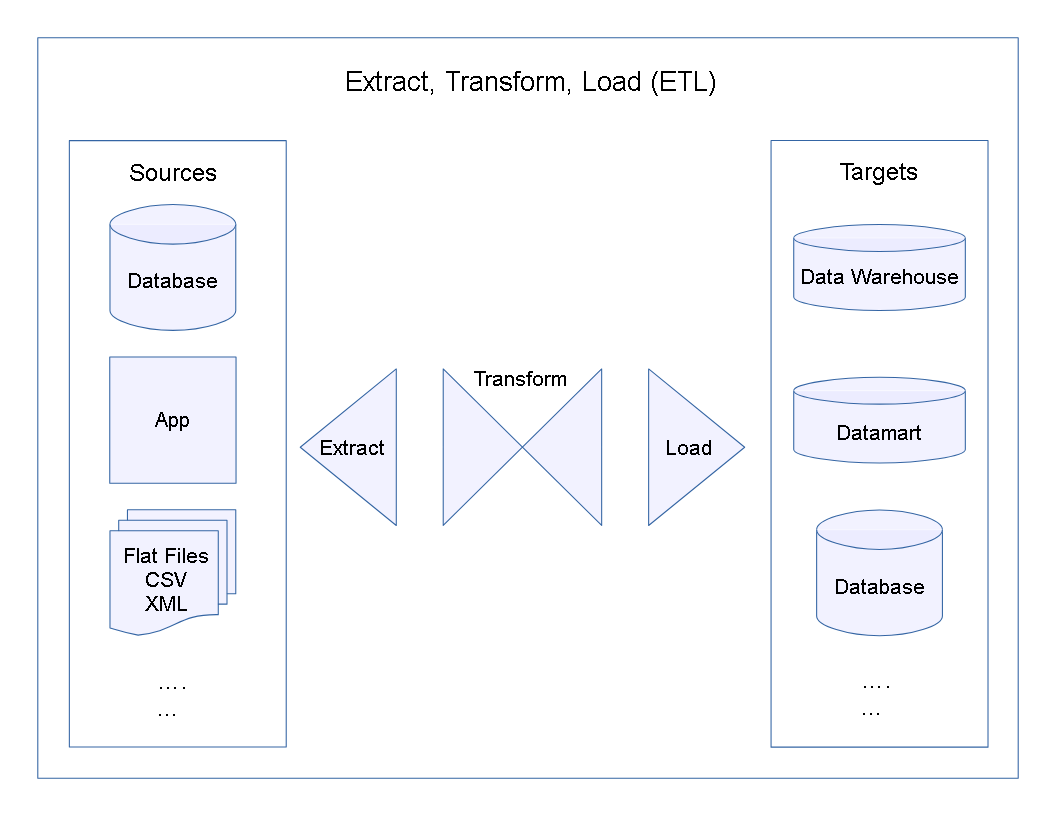 Extract, Transform, Load (ETL)
Sources
Database
App
Flat Files
CSV
XML
....
...
Extract
Transform
Load
Targets
Data Warehouse
Datamart
Database
....
...